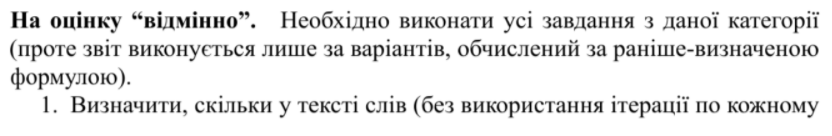 На оцінку “відмінно”. Необхідно виконати усі завдання з даної категорії
(проте звіт виконується лише за варіантів, обчислений за раніше-визначеною
формулою).
1. Визначити, скільки у тексті слів (без використання ітерації по кожному